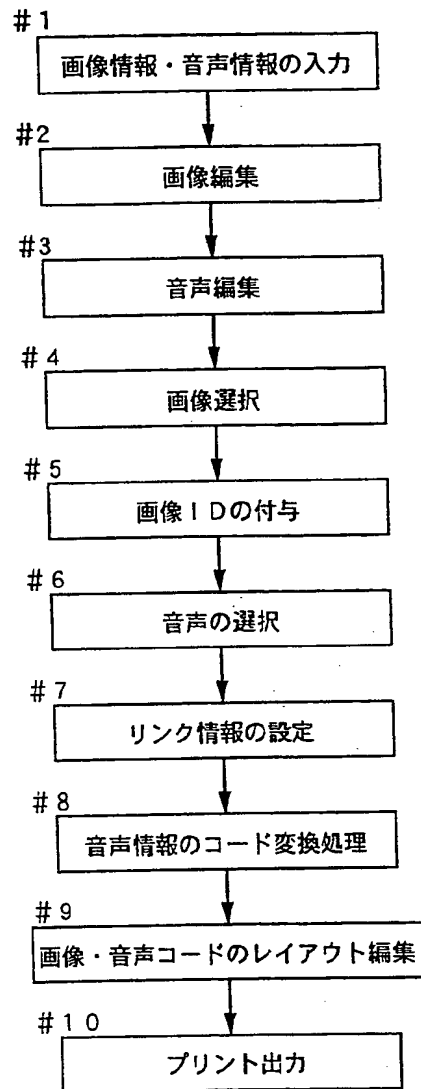 #1
画像情報・音声情報の入力
#2
画像編集
#3
音声編集
#4
画像選択
#5
画像IDの付与
#6
音声の選択
#7
リンク情報の設定
#8
音声情報のコード変換処理
#9
画像・音声コードのレイアウト編集
#10
プリント出力